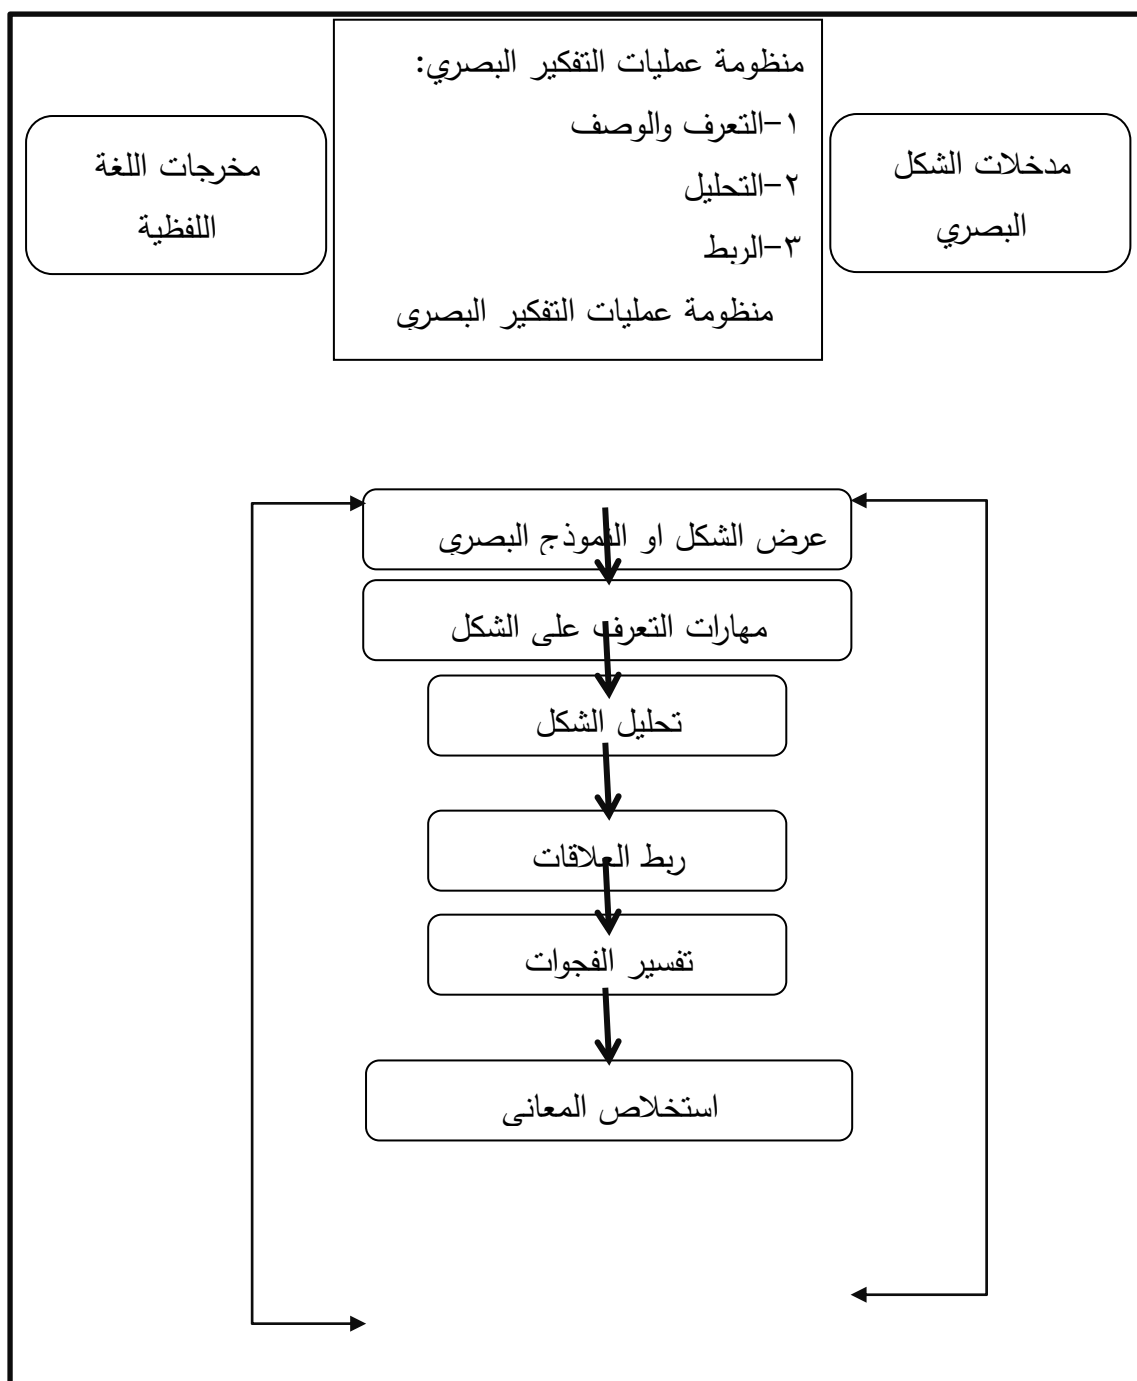 منظومة عمليات التفكير البصري:
١-التعرف والوصف
٢-التحليل
٣-الربط
منظومة عمليات التفكير البصري
مدخلات الشكل
البصري
مخرجات اللغة
اللفظية
عرض الشكل او النموذج البصري
مهارات التعرف على الشكل
تحليل الشكل
ربط العلاقات
تفسير الفجوات
استخلاص المعاني